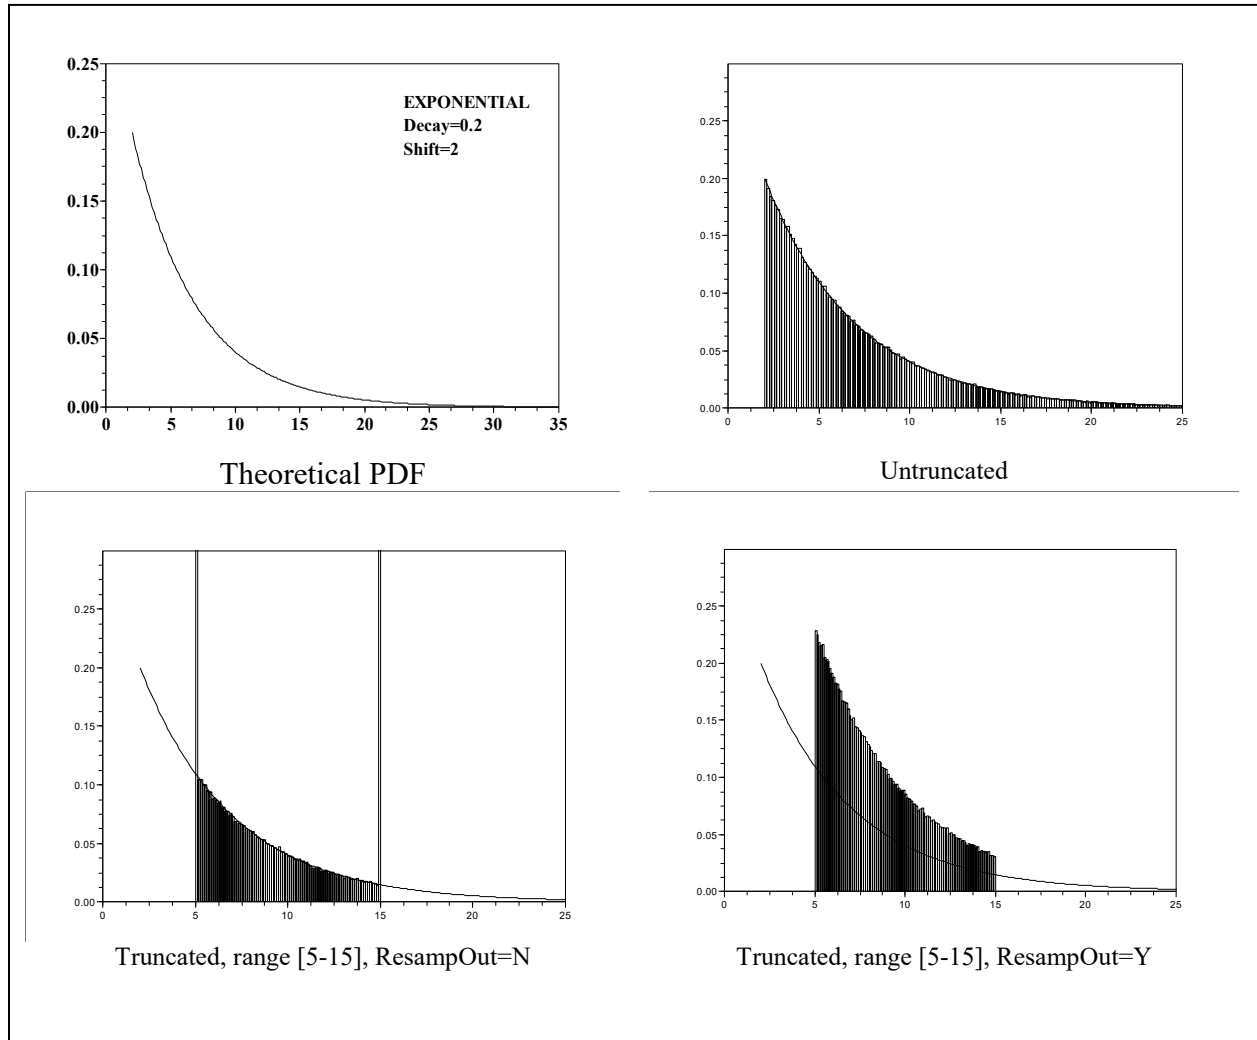 0.25
0.20
0.15
0.10
0.05
0.00
0 5 10 15 20 25 30 35
EXPONENTIAL
Decay=0.2
Shift=2
Theoretical PDF
0.25
0.20
0.15
0.10
0.05
0.00
0 5 10 15 20 25
Untruncated
0.25
0.20
0.15
0.10
0.05
0.00
0 5 10 15 20 25
Truncated, range [5-15], ResampOut=N
0.25
0.20
0.15
0.10
0.05
0.00
0 5 10 15 20 25
Truncated, range [5-15], ResampOut=Y